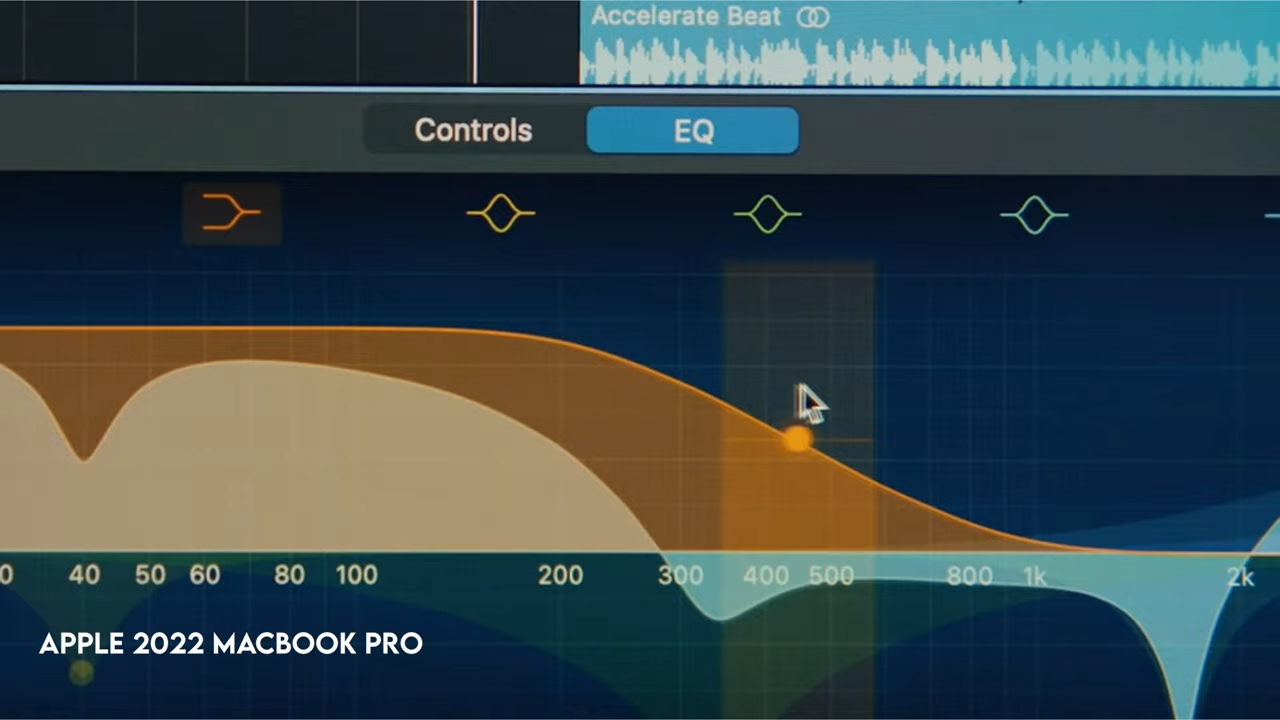 Accelerate Beat
Controls
EQ
0 40 50 60 80 100 200 300 400 500 800 1k 2k
APPLE 2022 MACBOOK PRO